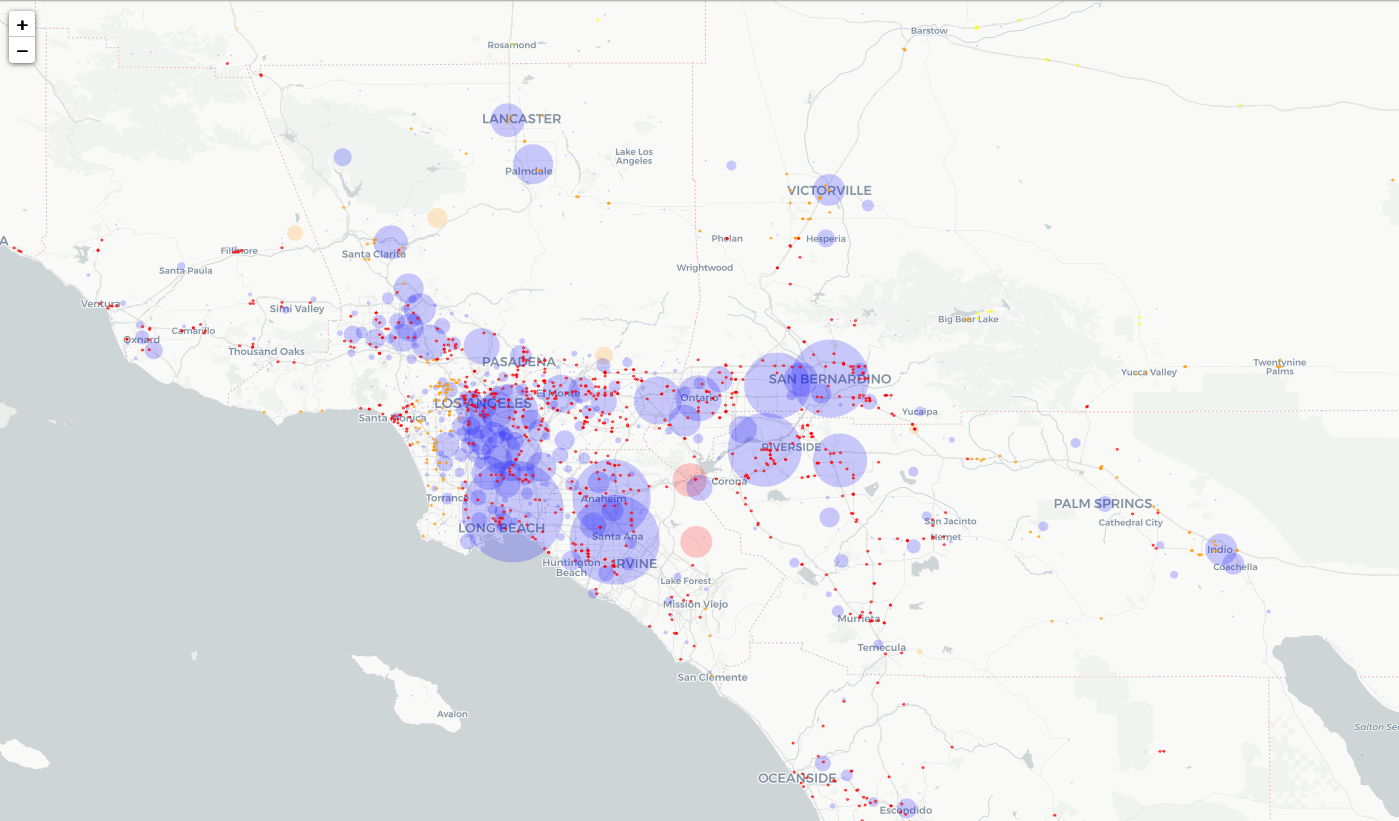 +
−
Barstow
Rosamond
LANCASTER
Lake Los
Angeles
Palmdale
VICTORVILLE
A
Phelan
Hesperia
Fillmore
Santa Clarita
Santa Paula
Wrightwood
Ventura
Simi Valley
Big Bear Lake
Camarillo
Oxnard
Thousand Oaks
PASADENA
Twentynine
Palms
Yucca Valley
SAN BERNARDINO
El Monte
Ontario
LOS ANGELES
Santa Monica
Yucaipa
RIVERSIDE
Corona
Torrance
Anaheim
PALM SPRINGS
Cathedral City
San Jacinto
LONG BEACH
Santa Ana
Hemet
Indio
Huntington
Beach
IRVINE
Coachella
Lake Forest
Mission Viejo
Murrieta
Temecula
San Clemente
Avalon
Salton Se
OCEANSIDE
Escondido